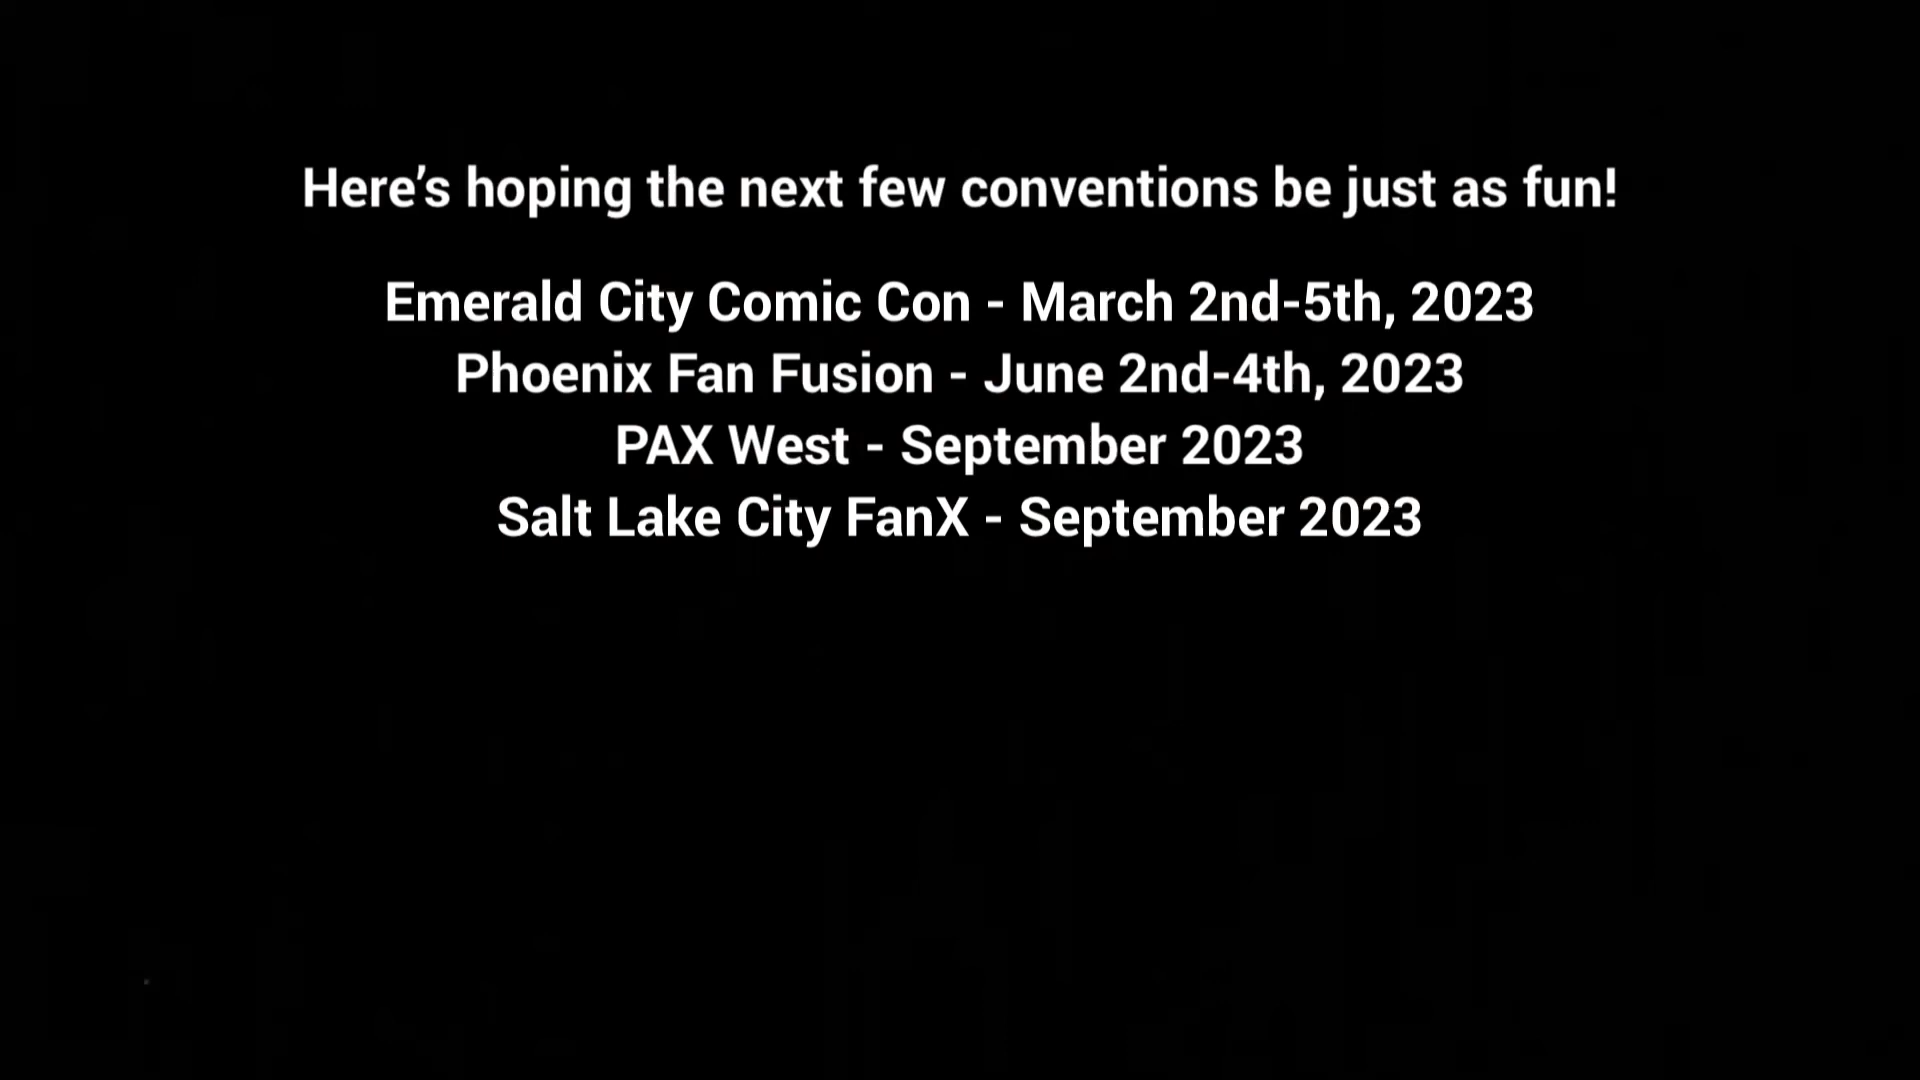 Here’s hoping the next few conventions be just as fun!
Emerald City Comic Con - March 2nd-5th, 2023
Phoenix Fan Fusion - June 2nd-4th, 2023
PAX West - September 2023
Salt Lake City FanX - September 2023